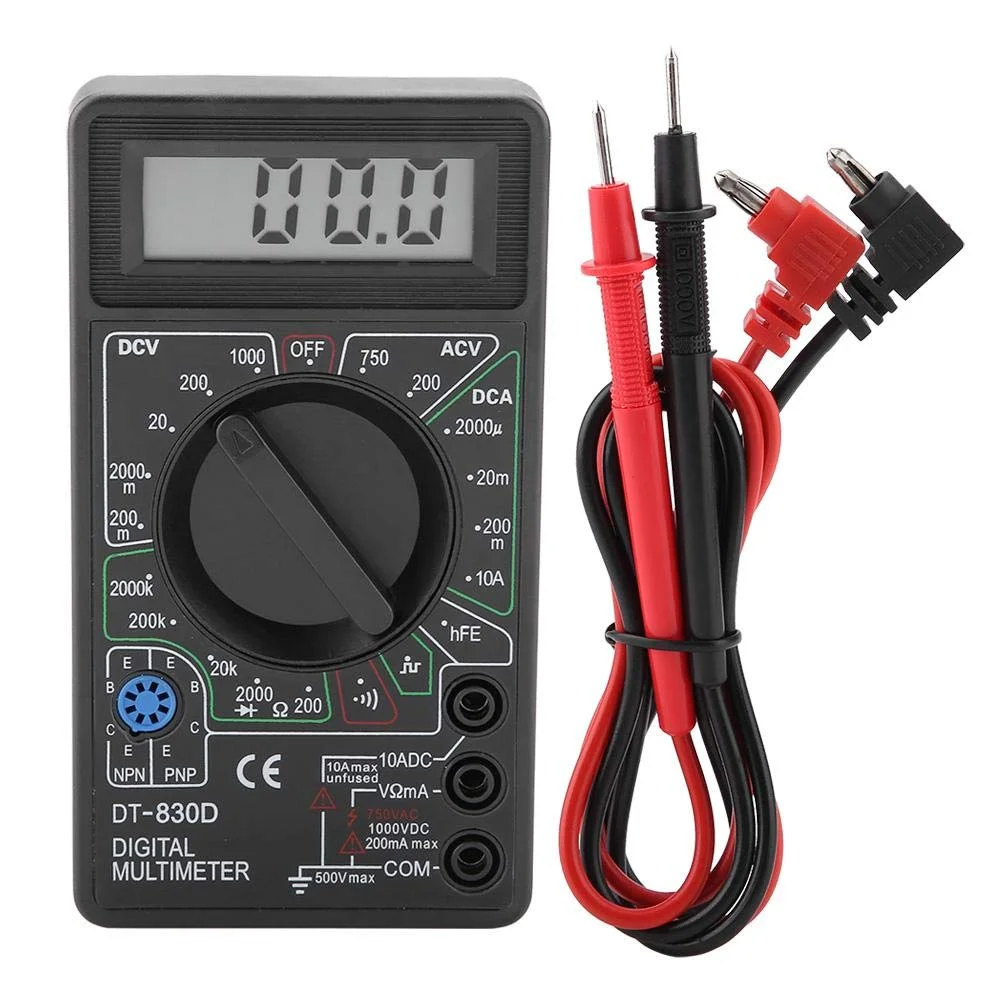 00.0
DCV
1000
OFF
750
ACV
200
200
DCA
20
2000µ
2000
m
20m
200
m
200
m
2000k
10A
200k
hFE
20k
2000
Ω
200
E E
B B
C C
E E
NPN PNP
CE
10Amax
unfused
10ADC
VΩmA
750VAC
1000VDC
200mA max
500Vmax
COM
DT-830D
DIGITAL
MULTIMETER
1000V